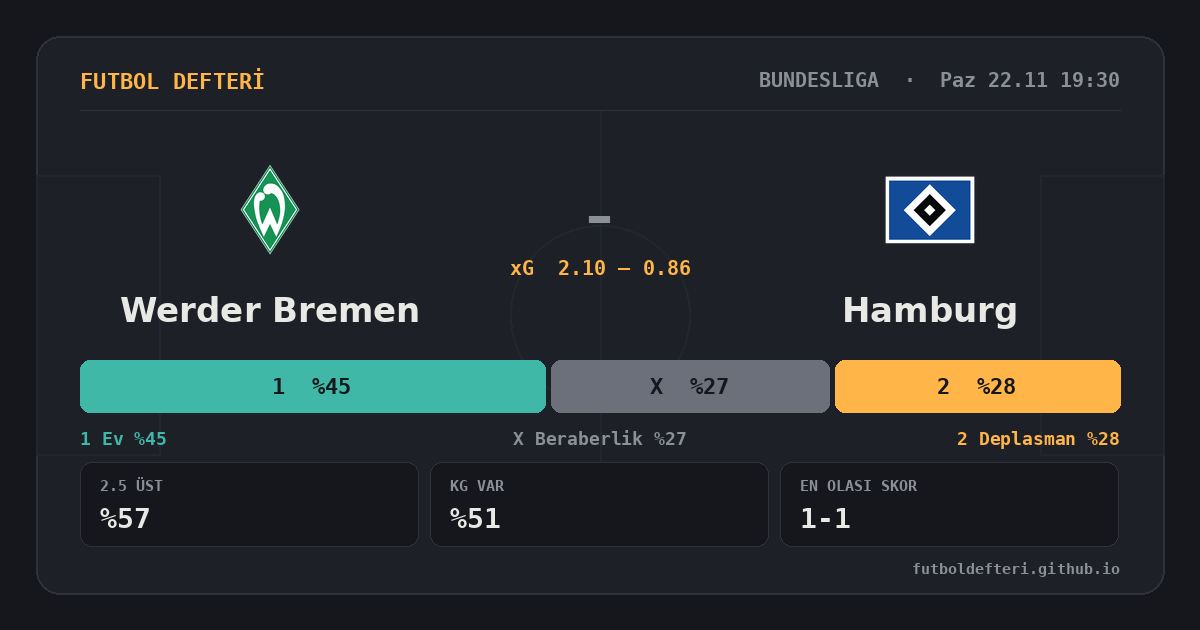 FUTBOL DEFTERİ
BUNDESLIGA · Paz 22.11 19:30
–
xG 2.10 – 0.86
Werder Bremen
Hamburg
1 %45
X %27
2 %28
1 Ev %45
X Beraberlik %27
2 Deplasman %28
2.5 ÜST
KG VAR
EN OLASI SKOR
%57
%51
1-1
futboldefteri.github.io